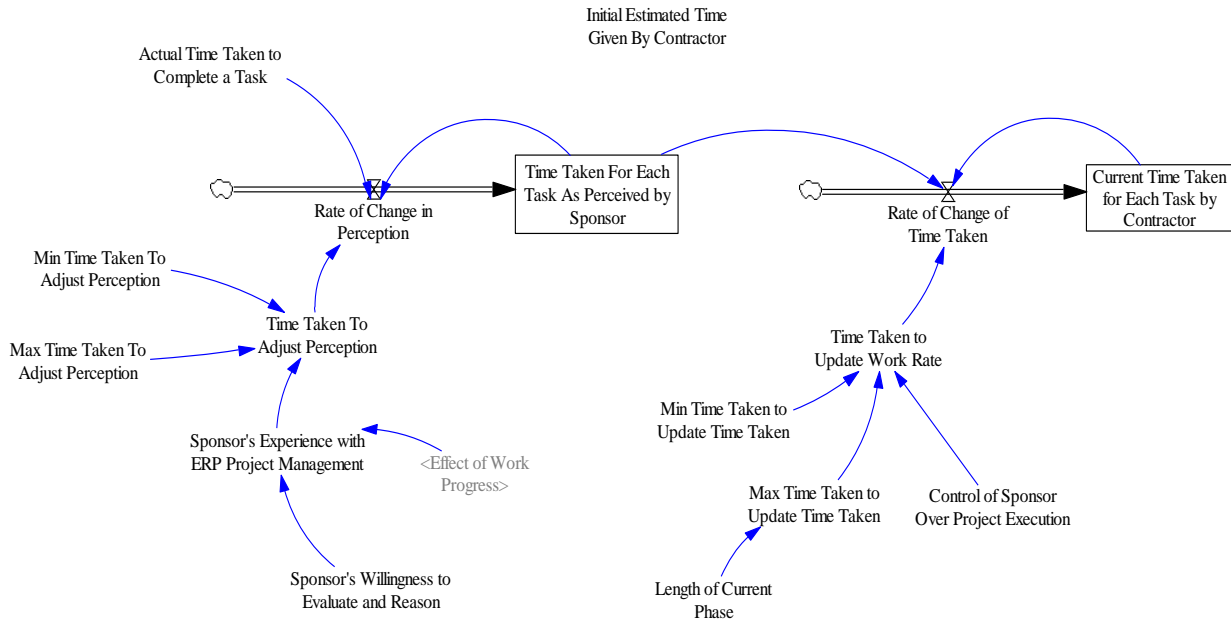 Initial Estimated Time
Given By Contractor
Actual Time Taken to
Complete a Task
Time Taken For Each
Task As Perceived by
Sponsor
Current Time Taken
for Each Task by
Contractor
Rate of Change in
Perception
Rate of Change of
Time Taken
Min Time Taken To
Adjust Perception
Time Taken To
Adjust Perception
Max Time Taken To
Adjust Perception
Time Taken to
Update Work Rate
Min Time Taken to
Update Time Taken
Sponsor's Experience with
ERP Project Management
<Effect of Work
Progress>
Max Time Taken to
Update Time Taken
Control of Sponsor
Over Project Execution
Sponsor's Willingness to
Evaluate and Reason
Length of Current
Phase